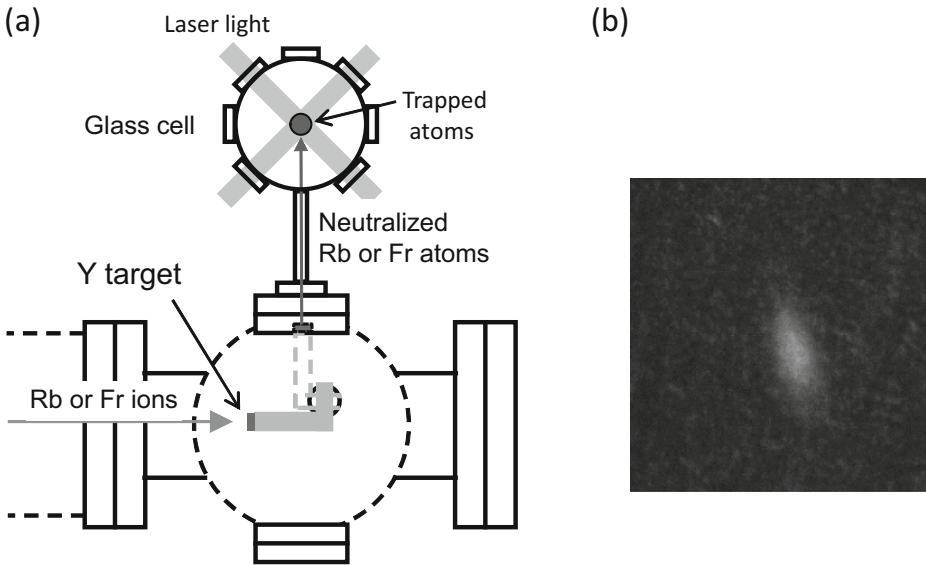 (a)
Laser light
Glass cell
Trapped
atoms
Neutralized
Rb or Fr atoms
Y target
Rb or Fr ions
(b)